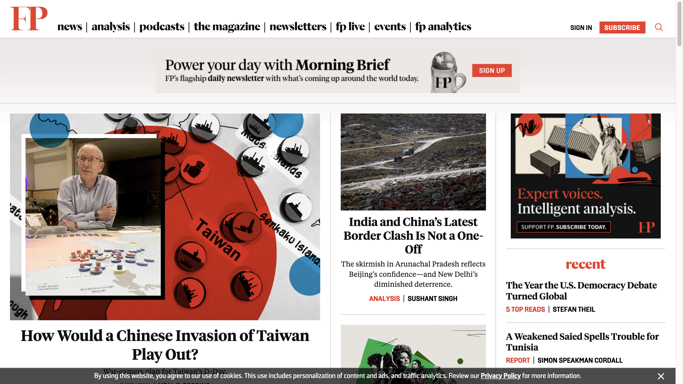 FP
news | analysis | podcasts | the magazine | newsletters | fp live | events | fp analytics
SIGN IN
SUBSCRIBE
Power your day with Morning Brief
FP's flagship daily newsletter with what's coming up around the world today.
FP
SIGN UP
Islands
Taiwan
Senkaku Islands
How Would a Chinese Invasion of Taiwan
Play Out?
India and China's Latest
Border Clash Is Not a One-
Off
The skirmish in Arunachal Pradesh reflects
Beijing's confidence—and New Delhi's
diminished deterrence.
ANALYSIS | SUSHANT SINGH
Expert voices.
Intelligent analysis.
SUPPORT FP. SUBSCRIBE TODAY.
FP
recent
The Year the U.S. Democracy Debate
Turned Global
5 TOP READS | STEFAN THEIL
A Weakened Saied Spells Trouble for
Tunisia
REPORT | SIMON SPEAKMAN CORDALL
By using this website, you agree to our use of cookies. This use includes personalization of content and ads, and traffic analytics. Review our Privacy Policy for more information.